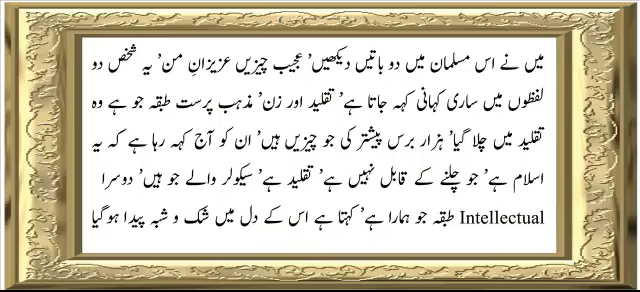 میں نے اس مسلمان میں دو باتیں دیکھیں’ عجیب چیزیں عزیزانِ من’ یہ شخص دو
لفظوں میں ساری کہانی کہہ جاتا ہے’ تقلید اور زن’ مذہب پرست طبقہ جو ہے وہ
تقلید میں چلا گیا’ ہزار برس پیشتر کی جو چیزیں ہیں’ ان کو آج کہہ رہا ہے کہ یہ
اسلام ہے’ جو چلنے کے قابل نہیں ہے’ تقلید ہے’ سیکولر والے جو ہیں’ دوسرا
Intellectual طبقہ جو ہمارا ہے’ کہتا ہے اس کے دل میں شک و شبہ پیدا ہوگیا